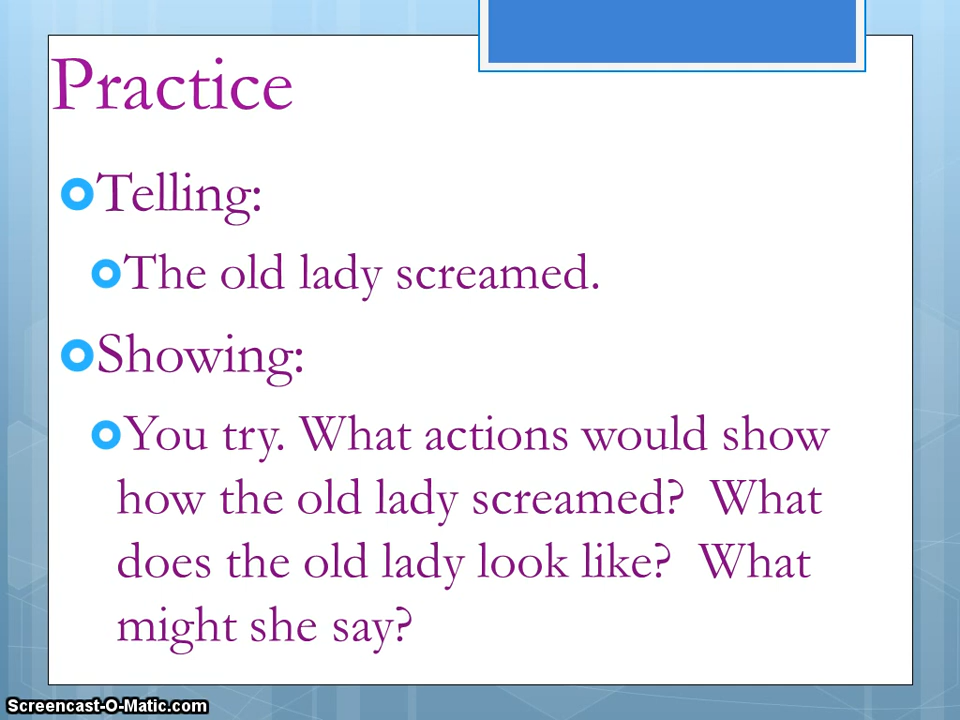 Practice
Telling:
The old lady screamed.
Showing:
You try. What actions would show
how the old lady screamed? What
does the old lady look like? What
might she say?
Screencast-O-Matic.com